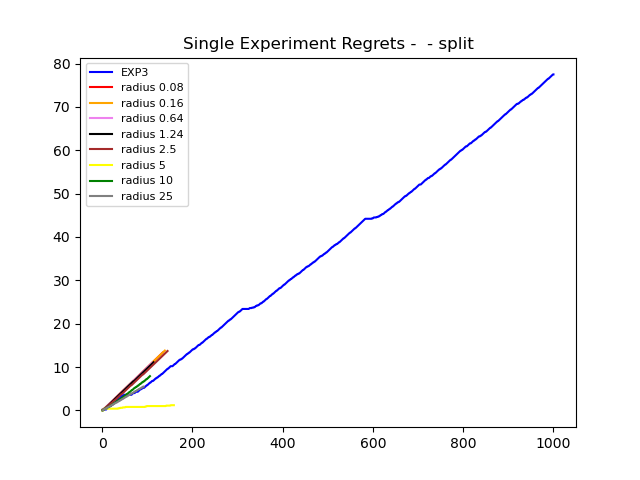 Single Experiment Regrets -  - split
80
70
60
50
40
30
20
10
0
EXP3
radius 0.08
radius 0.16
radius 0.64
radius 1.24
radius 2.5
radius 5
radius 10
radius 25
0 200 400 600 800 1000